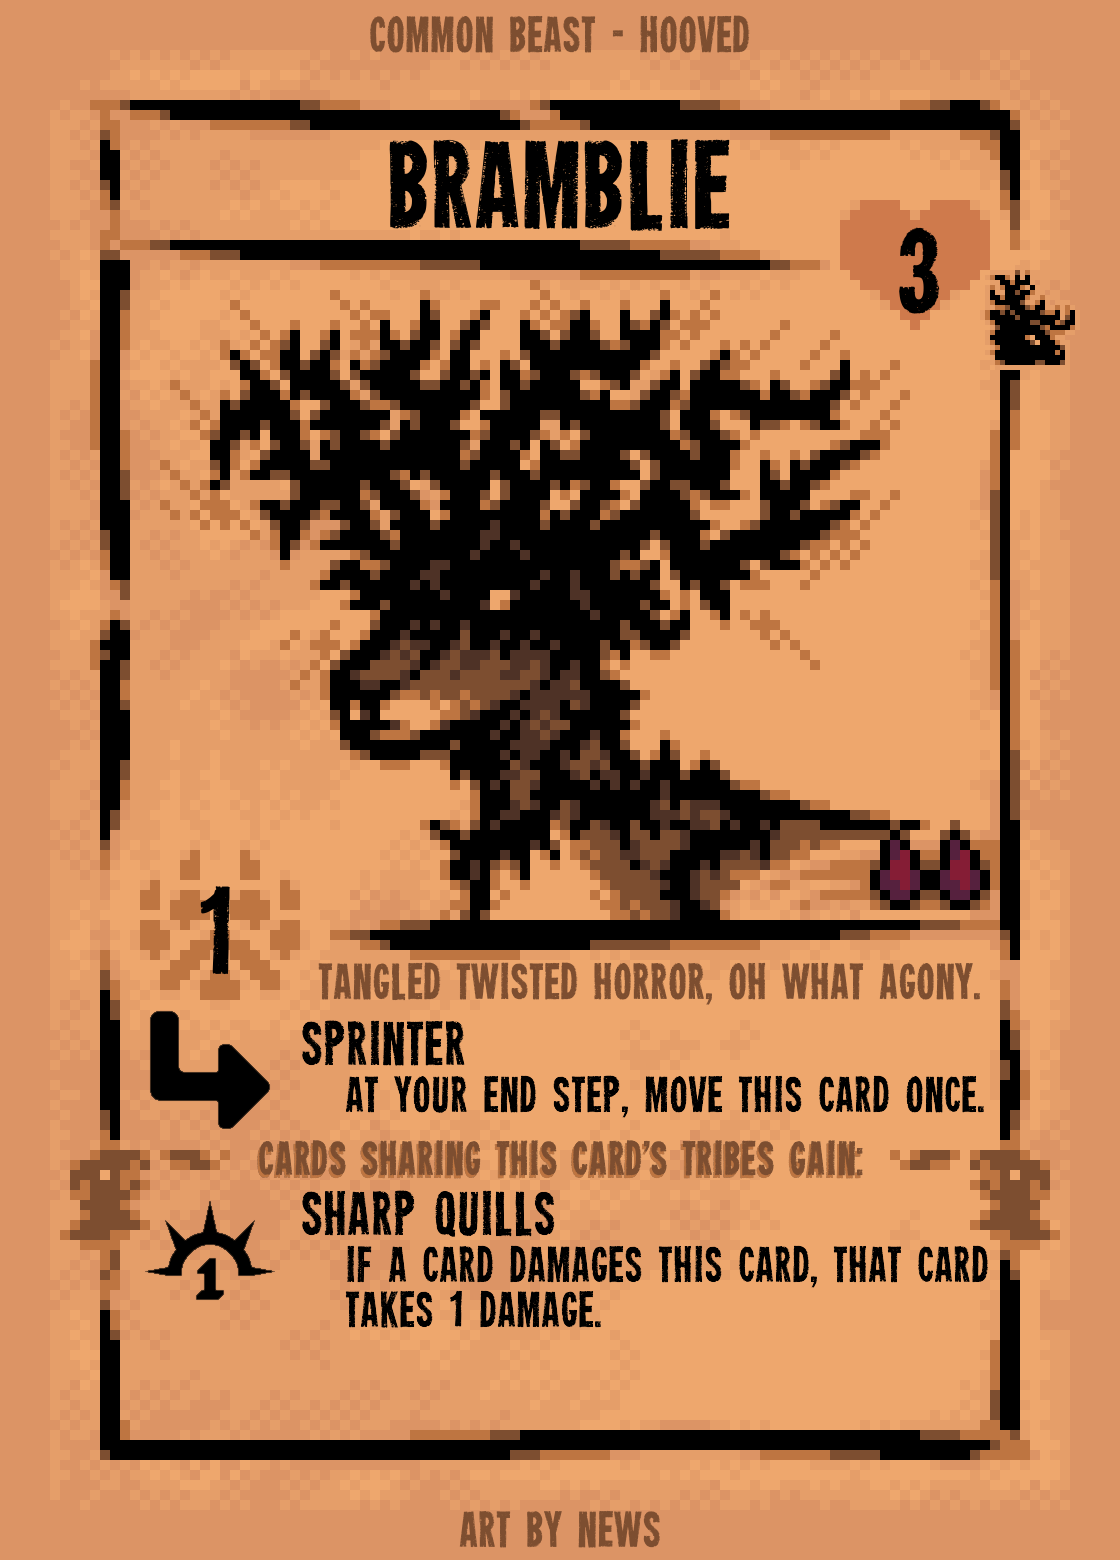 COMMON BEAST - HOOVED
BRAMBLIE
3
1
TANGLED TWISTED HORROR, OH WHAT AGONY.
SPRINTER
AT YOUR END STEP, MOVE THIS CARD ONCE.
CARDS SHARING THIS CARD'S TRIBES GAIN:
SHARP QUILLS
1
IF A CARD DAMAGES THIS CARD, THAT CARD
TAKES 1 DAMAGE.
ART BY NEWS